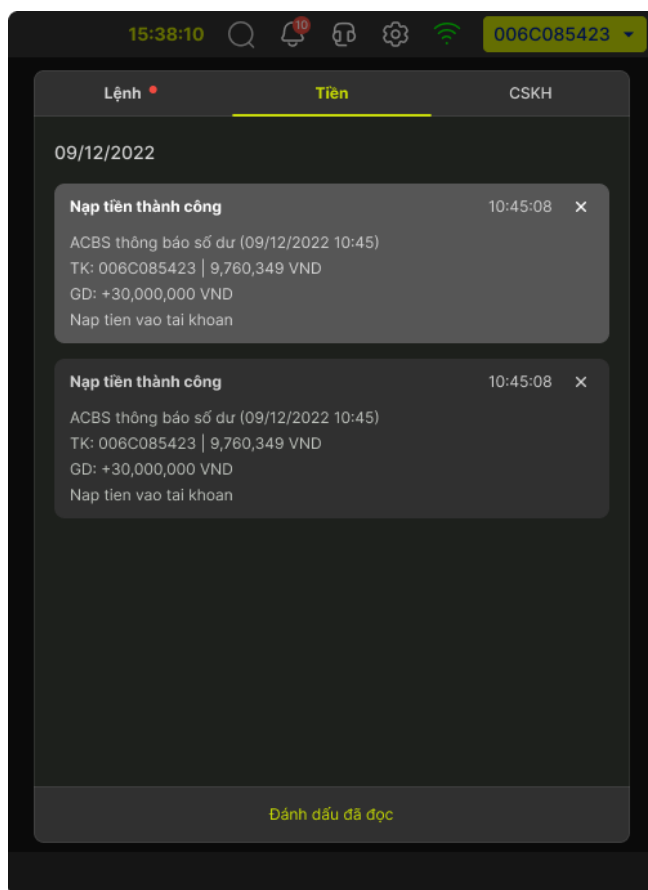 15:38:10
10
006C085423
Lệnh
Tiền
CSKH
09/12/2022
Nạp tiền thành công
10:45:08
ACBS thông báo số dư (09/12/2022 10:45)
TK: 006C085423 | 9,760,349 VND
GD: +30,000,000 VND
Nap tien vao tai khoan
Nạp tiền thành công
10:45:08
ACBS thông báo số dư (09/12/2022 10:45)
TK: 006C085423 | 9,760,349 VND
GD: +30,000,000 VND
Nap tien vao tai khoan
Đánh dấu đã đọc